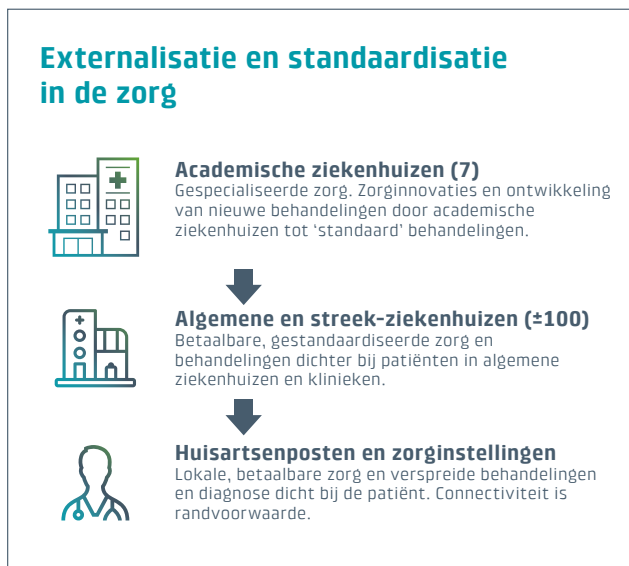 Externalisatie en standaardisatie
in de zorg
Academische ziekenhuizen (7)
Gespecialiseerde zorg. Zorginnovaties en ontwikkeling
van nieuwe behandelingen door academische
ziekenhuizen tot ‘standaard’ behandelingen.
Algemene en streek-ziekenhuizen (±100)
Betaalbare, gestandaardiseerde zorg en
behandelingen dichter bij patiënten in algemene
ziekenhuizen en klinieken.
Huisartsenposten en zorginstellingen
Lokale, betaalbare zorg en verspreide behandelingen
en diagnose dicht bij de patiënt. Connectiviteit is
randvoorwaarde.